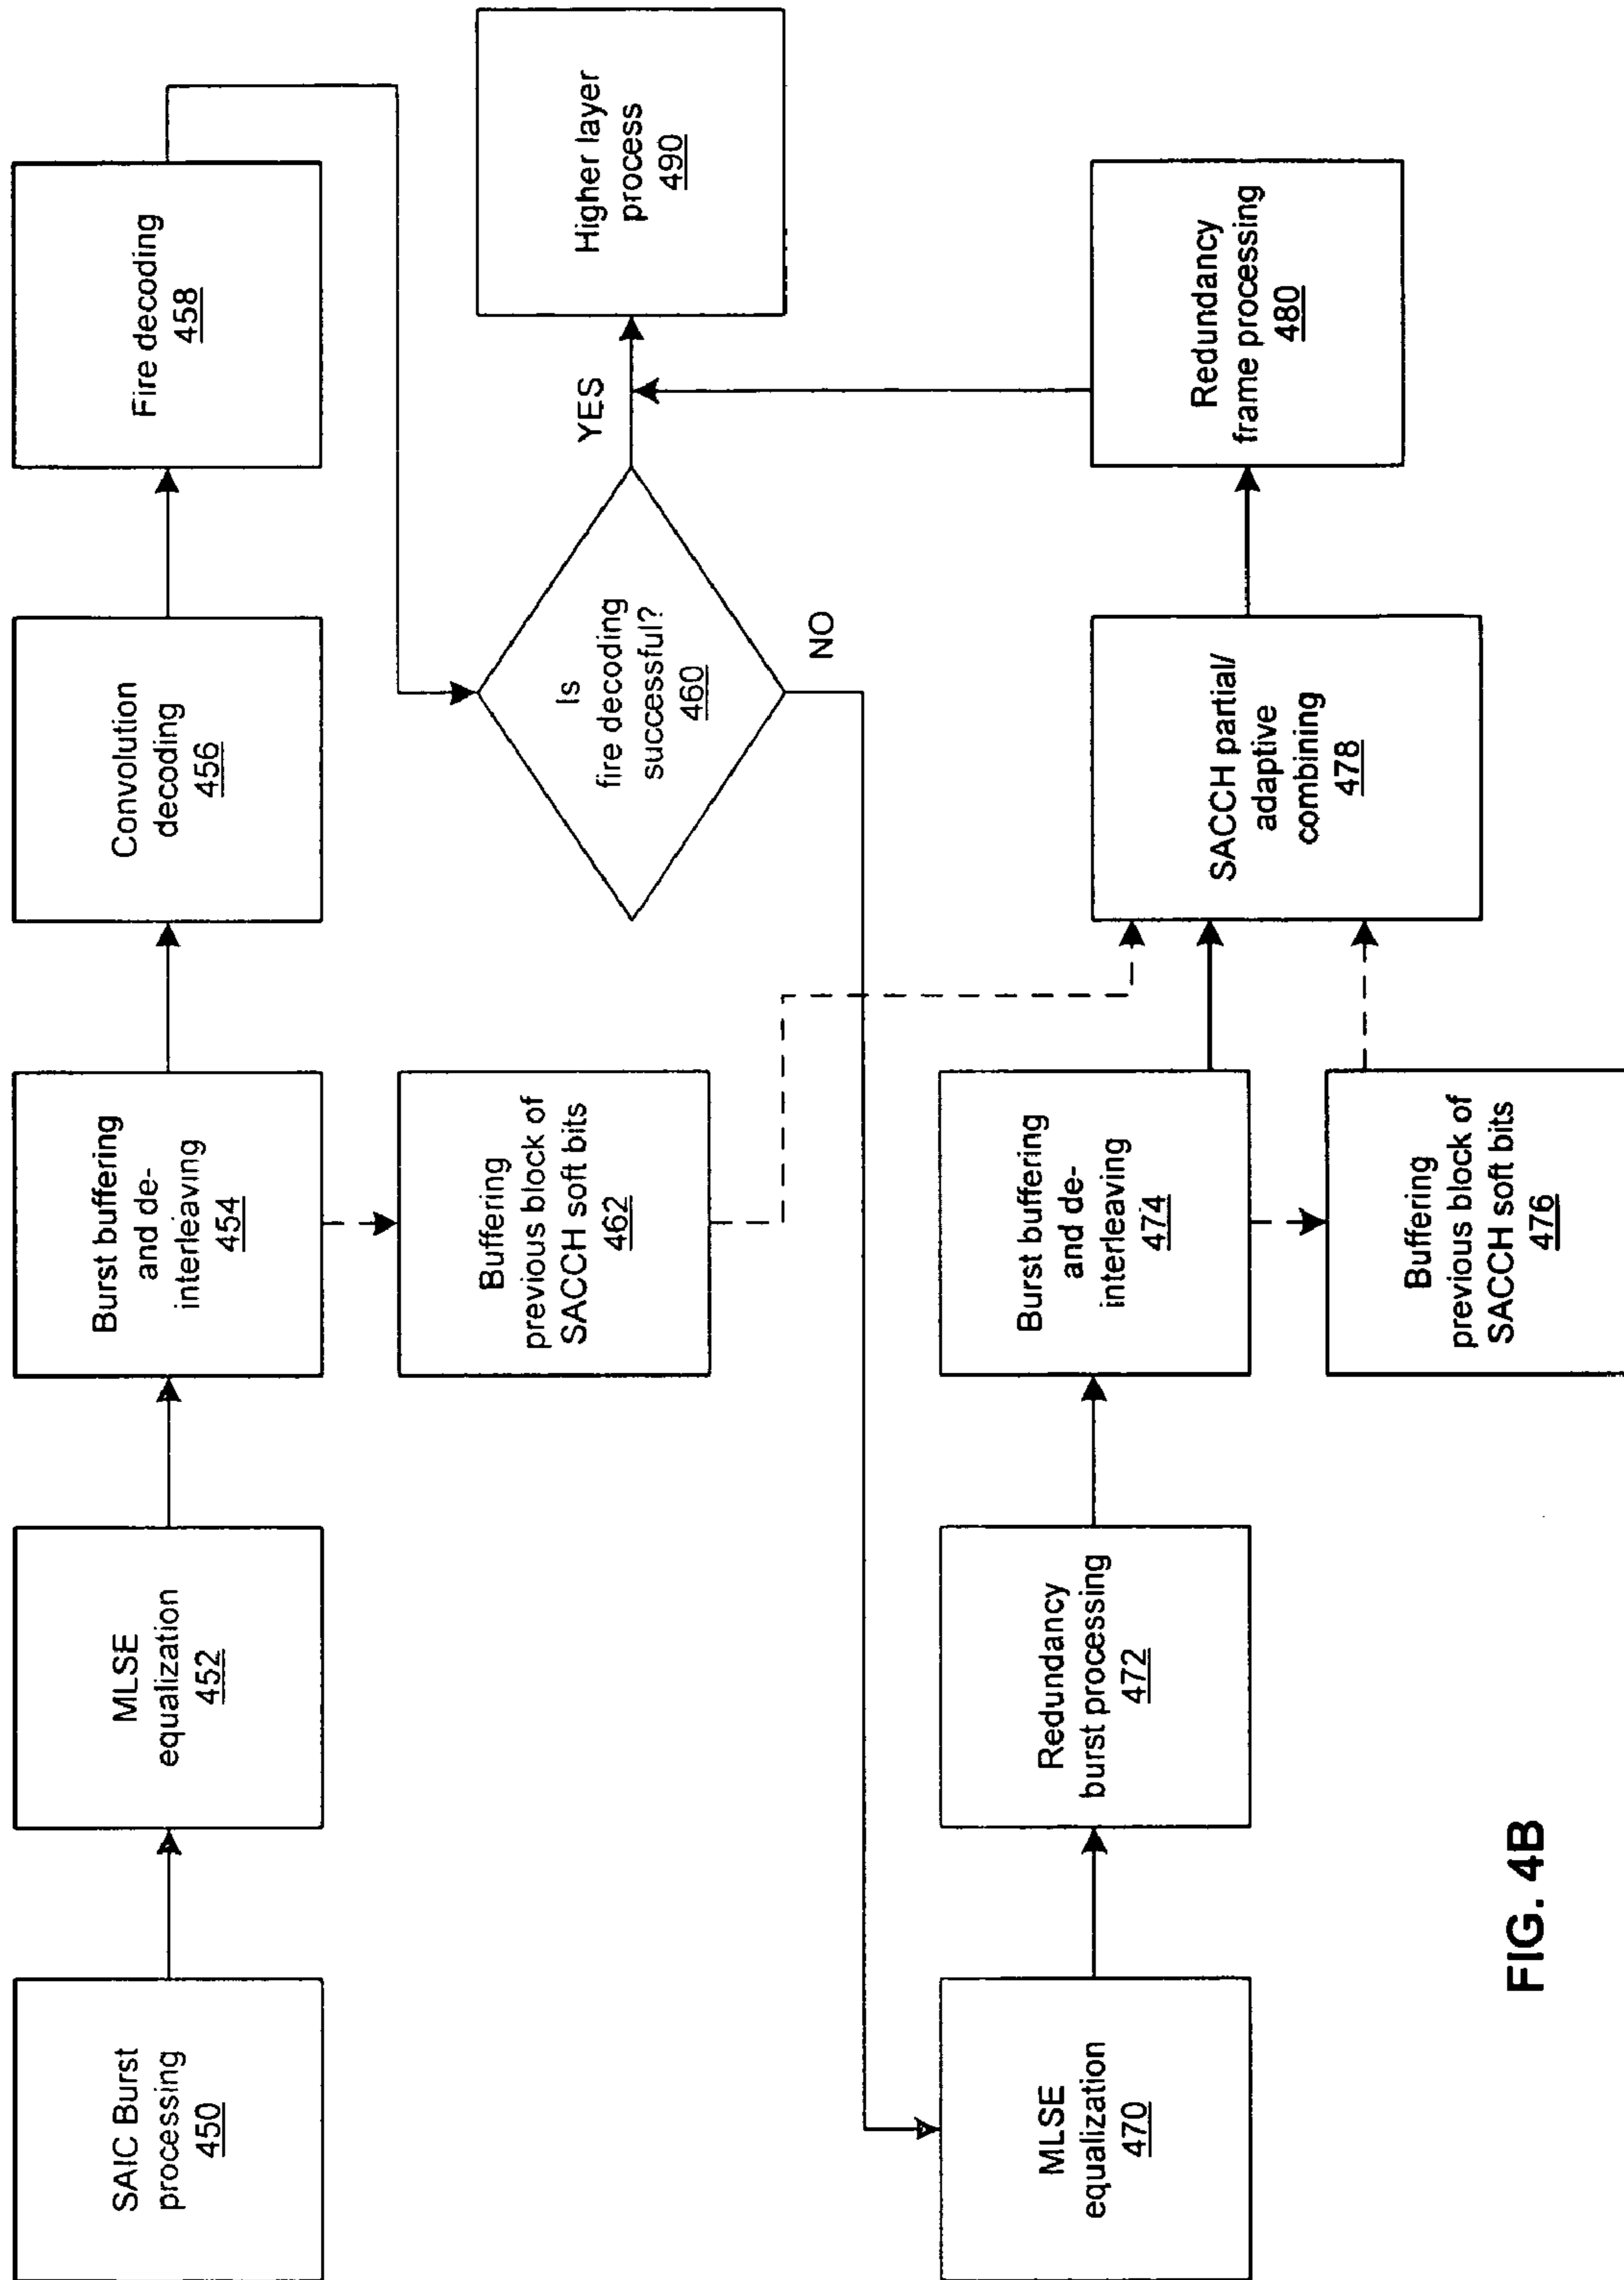 SAIC Burst
processing
450
MLSE
equalization
452
Burst buffering
and de-
interleaving
454
Convolution
decoding
456
Fire decoding
458
Buffering
previous block of
SACCH soft bits
462
Is
fire decoding
successful?
460
YES
NO
Higher layer
process
490
MLSE
equalization
470
Redundancy
burst processing
472
Burst buffering
and de-
interleaving
474
Buffering
previous block of
SACCH soft bits
476
SACCH partial/
adaptive
combining
478
Redundancy
frame processing
480
FIG. 4B